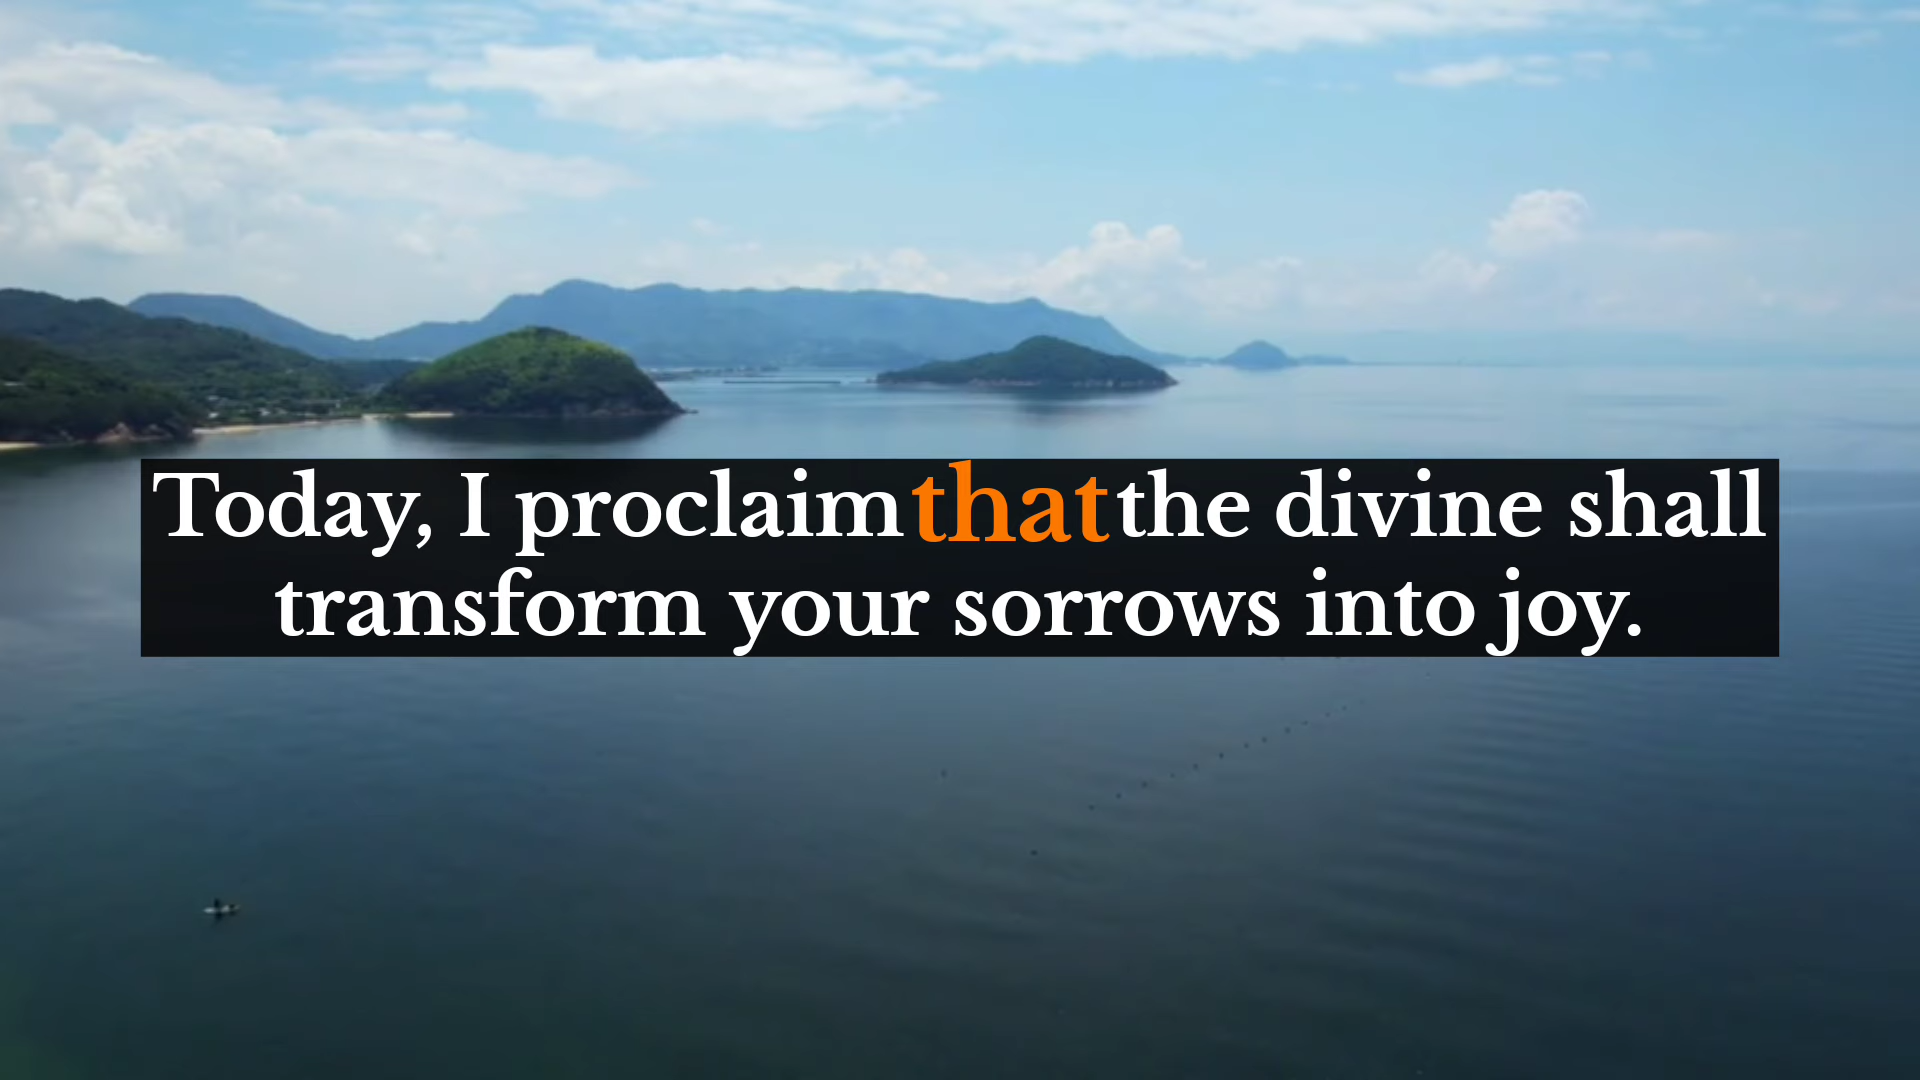 Today, I proclaim that the divine shall
transform your sorrows into joy.